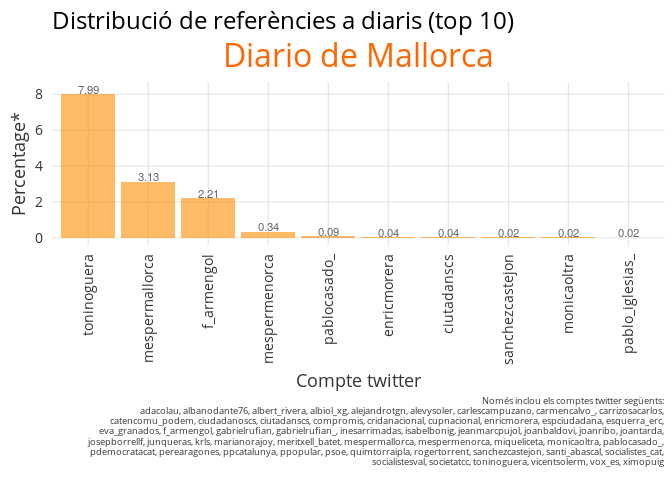 Distribució de referències a diaris (top 10)
Diario de Mallorca
Percentage*
8
6
4
2
0
7.99
3.13
2.21
0.34
0.09
0.04
0.04
0.02
0.02
0.02
toninoguera
mespermallorca
f_armengol
mespermenorca
pablocasado_
enricmorera
ciutadanscs
sanchezcastejon
monicaoltra
pablo_iglesias_
Compte twitter
Només inclou els comptes twitter següents:
adacolau, albanodante76, albert_rivera, albiol_xg, alejandrotgn, alevysoler, carlescampuzano, carmencalvo_, carrizosacarlos,
catencomu_podem, ciudadanoscs, ciutadanscs, compromis, cridanacional, cupnacional, enricmorera, espciudadana, esquerra_erc,
eva_granados, f_armengol, gabrielrufian, gabrielrufian_, inesarrimadas, isabelbonig, jeanmarcpujol, joanbaldovi, joanribo, joantarda,
josepborrellf, junqueras, krls, marianorajoy, meritxell_batet, mespermallorca, mespermenorca, miqueliceta, monicaoltra, pablocasado_,
pdemocratacat, perearagones, ppcatalunya, ppopular, psoe, quimtorraipla, rogertorrent, sanchezcastejon, santi_abascal, socialistes_cat,
socialistesval, societatcc, toninoguera, vicentsolerm, vox_es, ximopuig